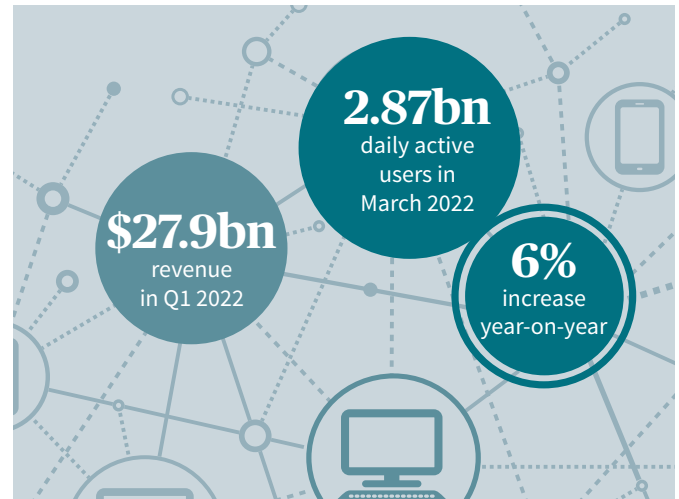 2.87bn
daily active
users in
March 2022
$27.9bn
revenue
in Q1 2022
6%
increase
year-on-year